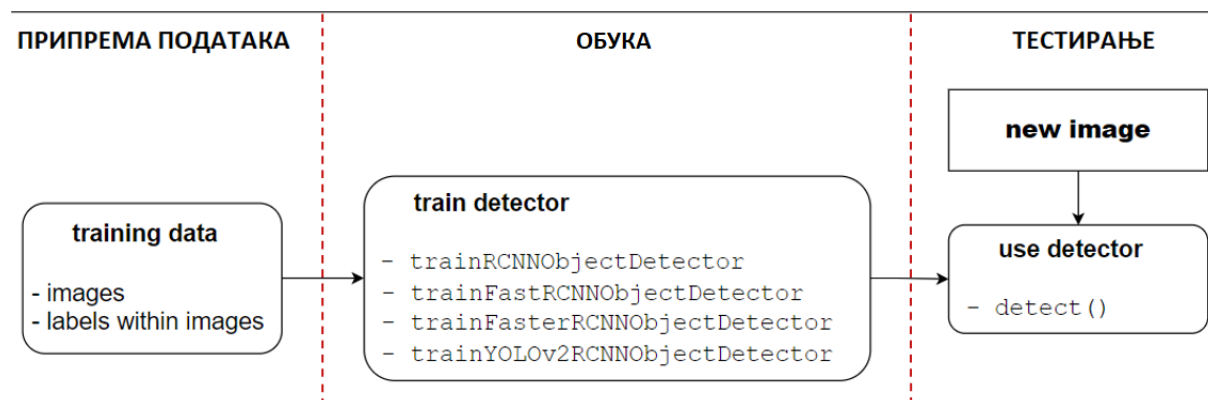 ПРИПРЕМА ПОДАТАКА
ОБУКА
ТЕСТИРАЊЕ
new image
training data
- images
- labels within images
train detector
- trainRCNNObjectDetector
- trainFastRCNNObjectDetector
- trainFasterRCNNObjectDetector
- trainYOLOv2RCNNObjectDetector
use detector
- detect()